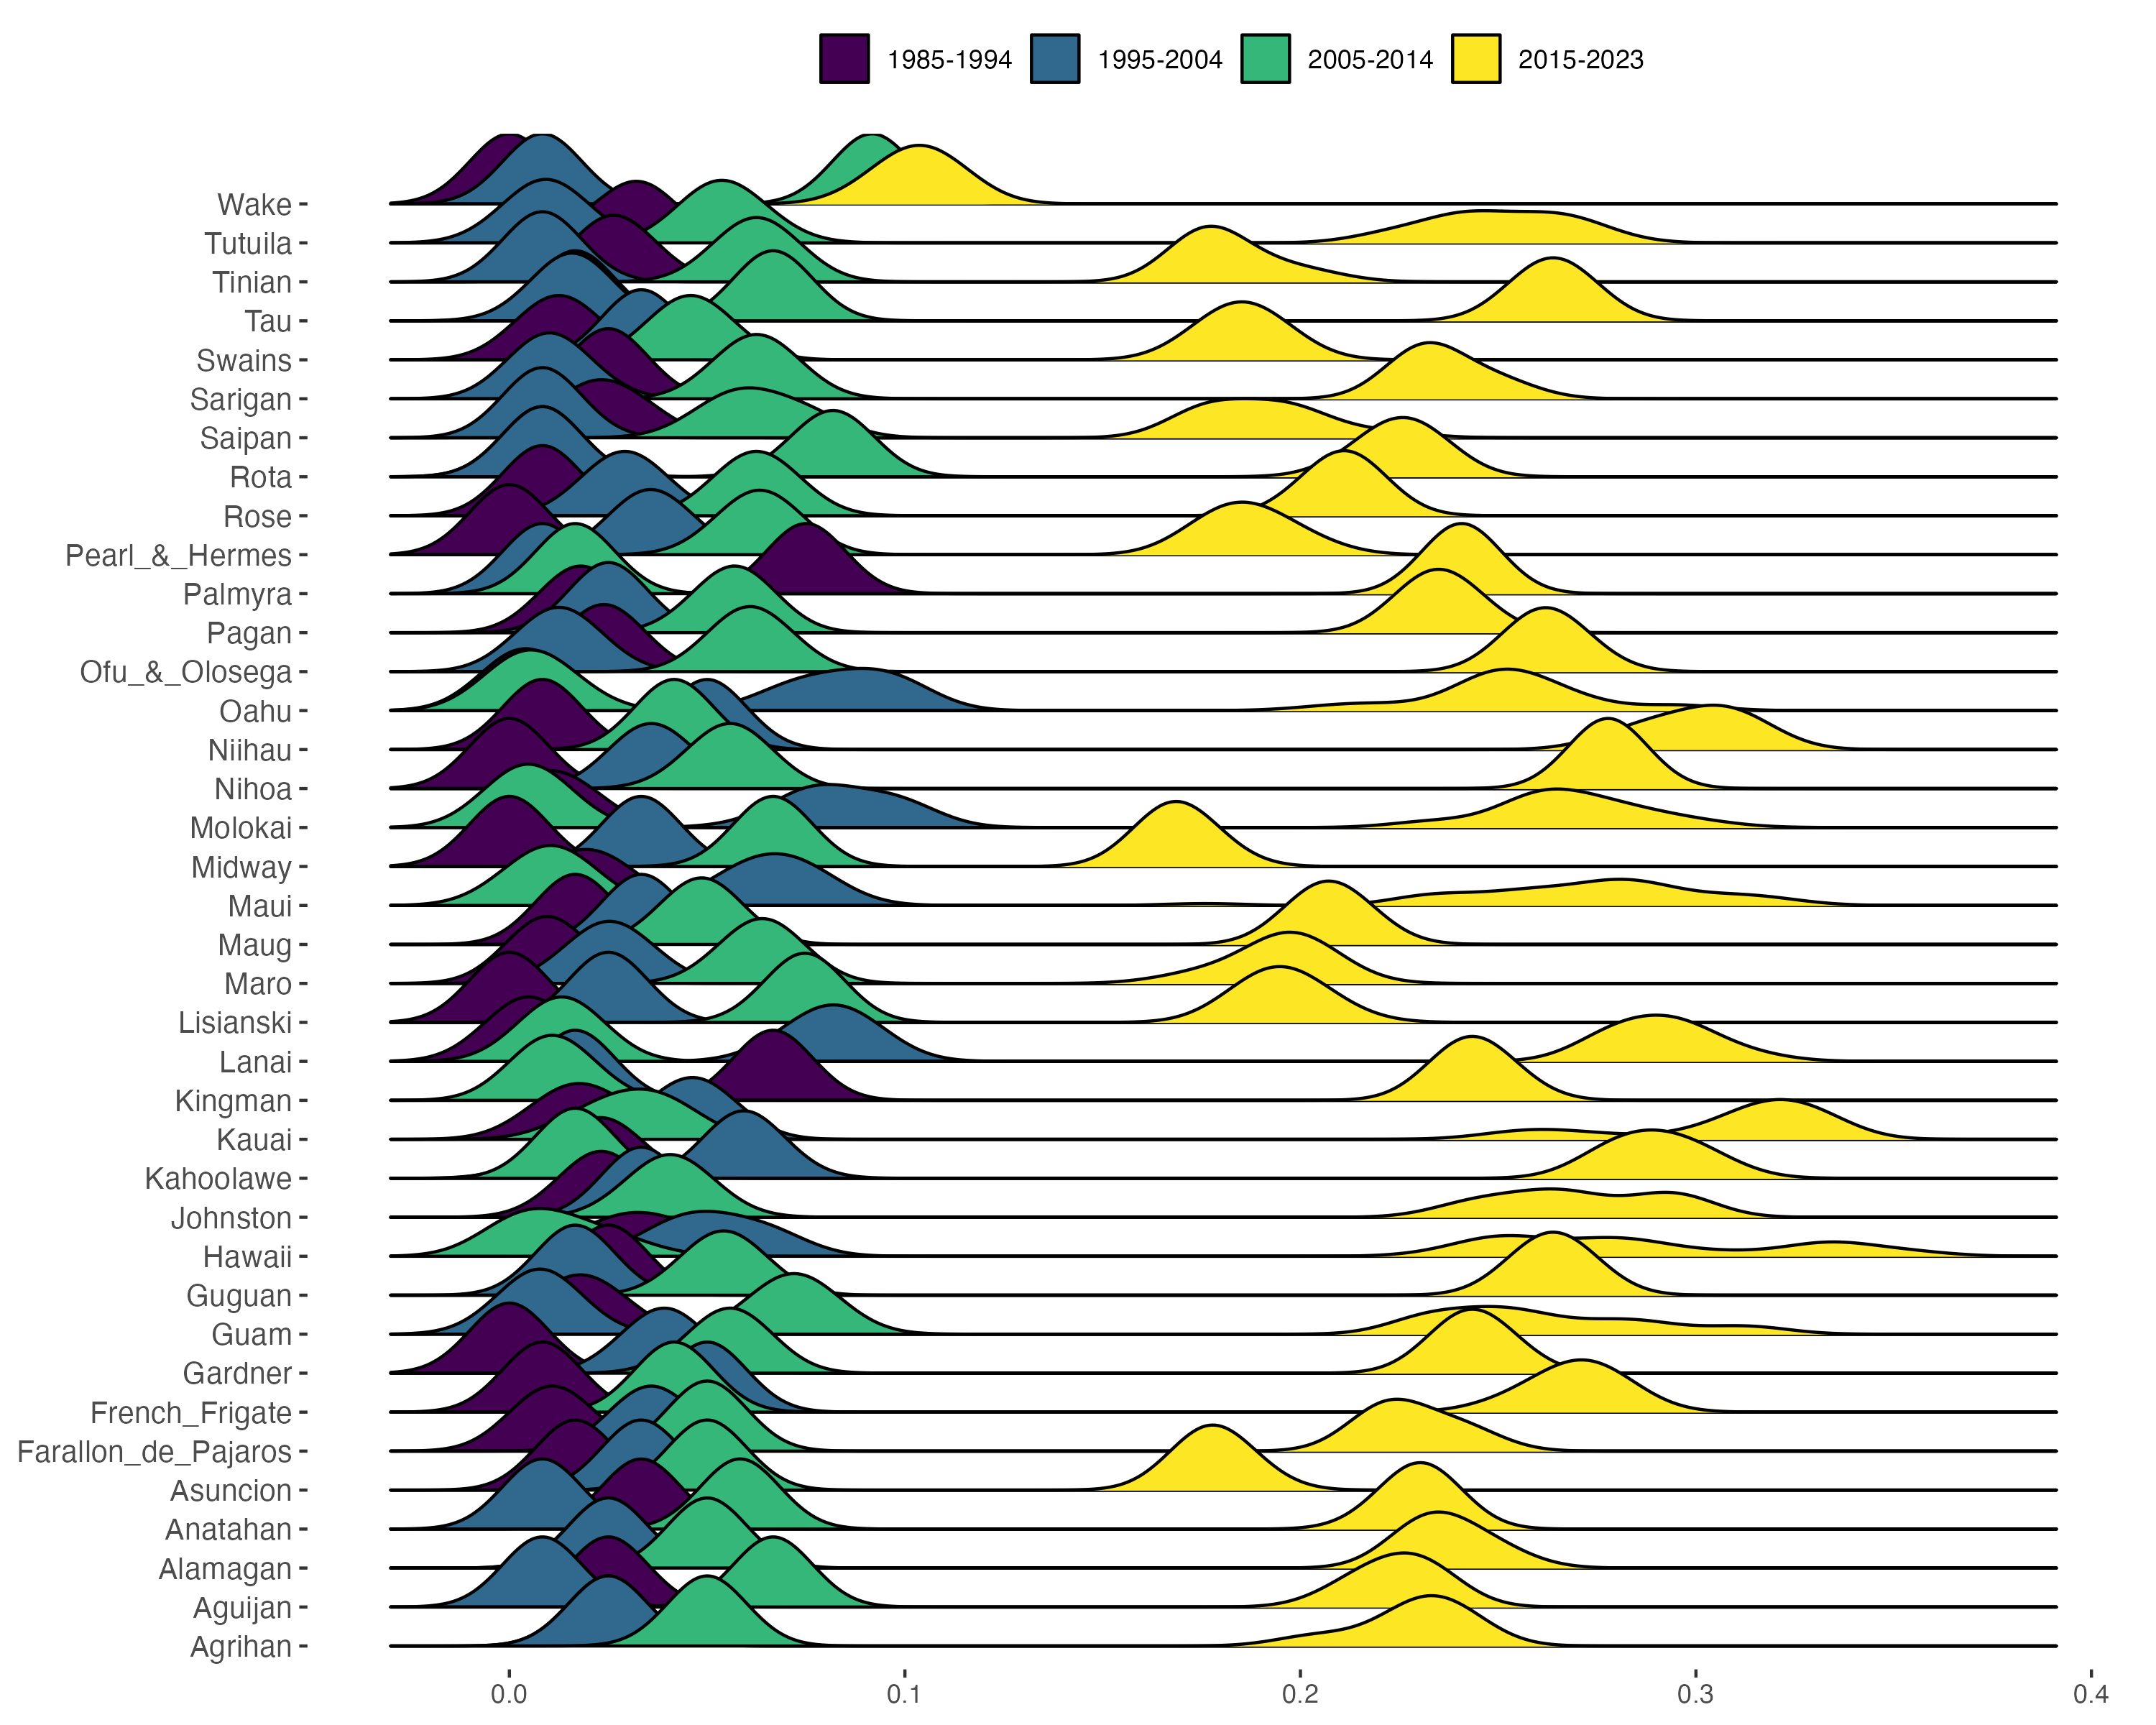 1985-1994 1995-2004 2005-2014 2015-2023
Wake
Tutuila
Tinian
Tau
Swains
Sarigan
Saipan
Rota
Rose
Pearl_&_Hermes
Palmyra
Pagan
Ofu_&_Olosega
Oahu
Niihau
Nihoa
Molokai
Midway
Maui
Maug
Maro
Lisianski
Lanai
Kingman
Kauai
Kahoolawe
Johnston
Hawaii
Guguan
Guam
Gardner
French_Frigate
Farallon_de_Pajaros
Asuncion
Anatahan
Alamagan
Aguijan
Agrihan
0.0 0.1 0.2 0.3 0.4